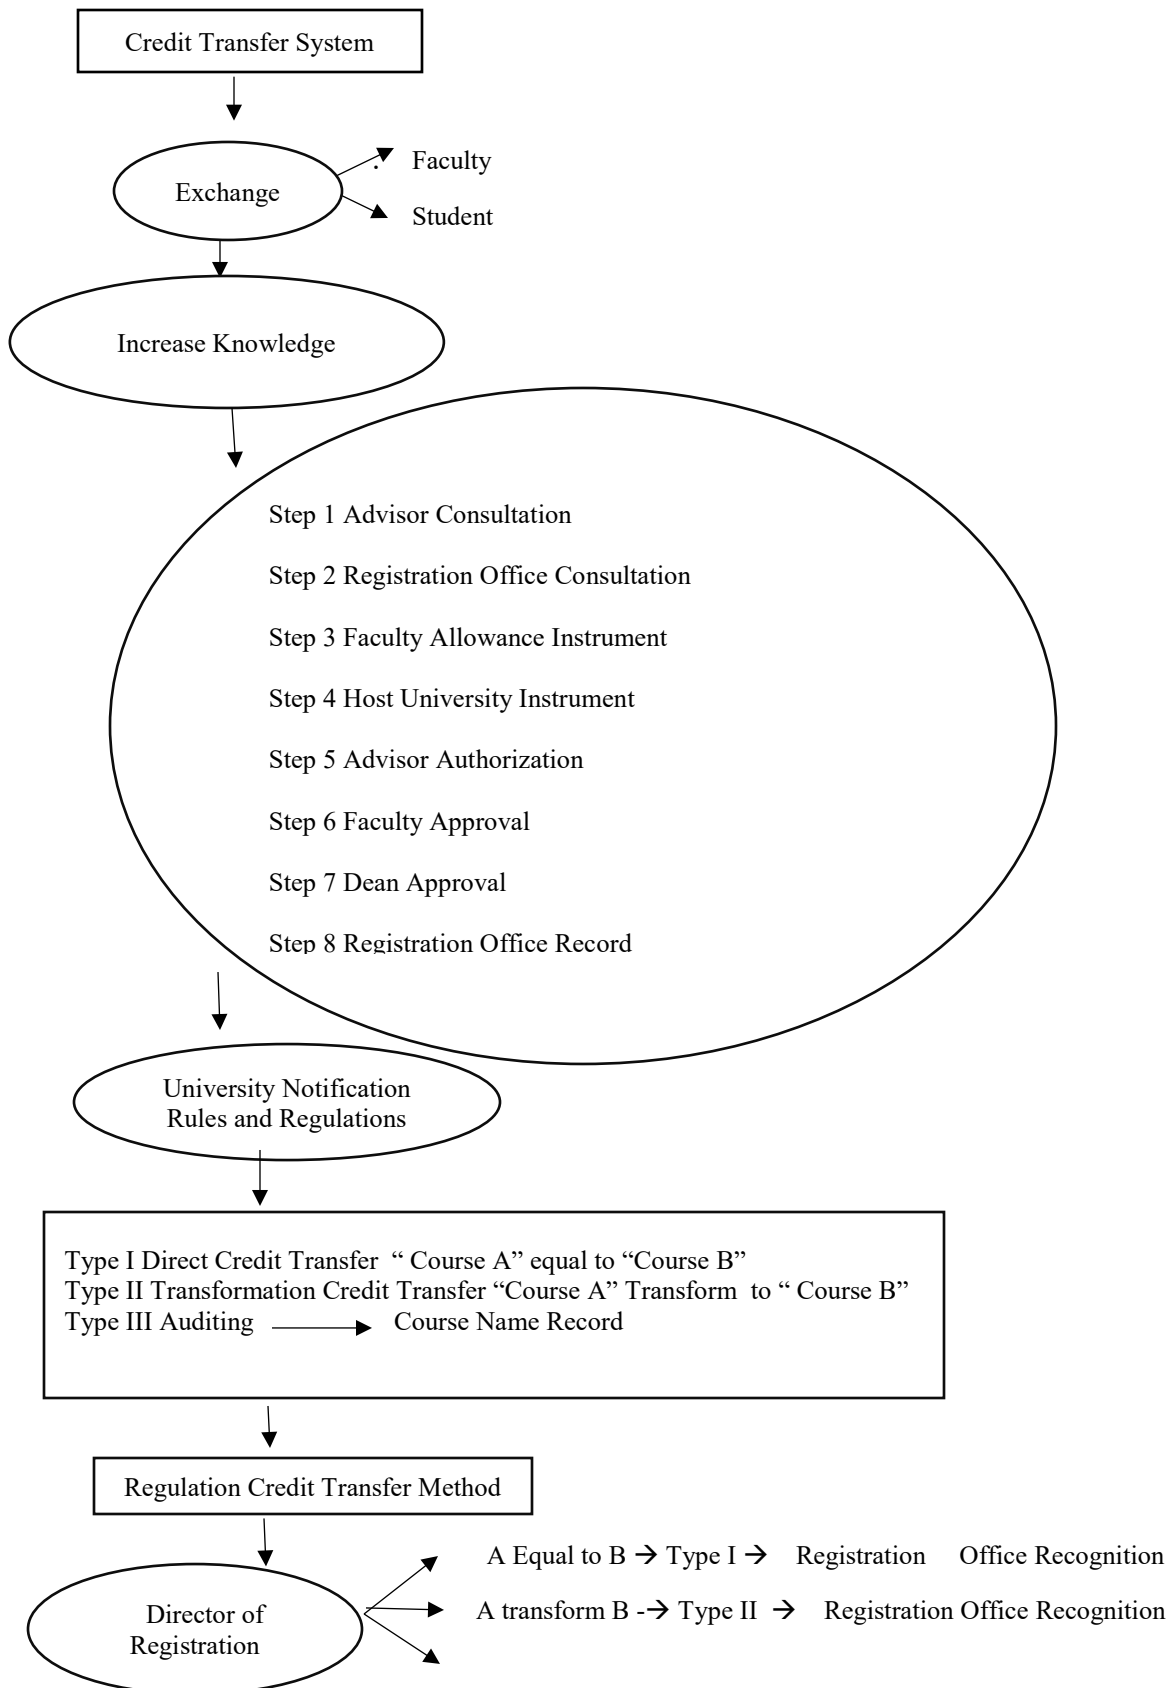 Credit Transfer System
Exchange
. Faculty
Student
Increase Knowledge
Step 1 Advisor Consultation
Step 2 Registration Office Consultation
Step 3 Faculty Allowance Instrument
Step 4 Host University Instrument
Step 5 Advisor Authorization
Step 6 Faculty Approval
Step 7 Dean Approval
Step 8 Registration Office Record
University Notification
Rules and Regulations
Type I Direct Credit Transfer “ Course A” equal to “Course B”
Type II Transformation Credit Transfer “Course A” Transform to “ Course B”
Type III Auditing Course Name Record
Regulation Credit Transfer Method
Director of
Registration
A Equal to B → Type I → Registration Office Recognition
A transform B -→ Type II → Registration Office Recognition